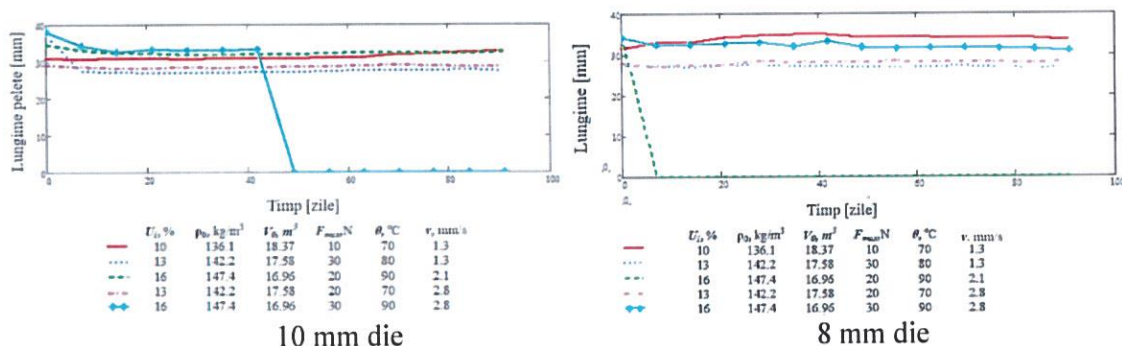 Lungime pelete [mm]
0
20
40
60
80
100
Timp [zile]
Uᵢ, % ρ₀, kg/m³ V₀, m³ Fₘₐₓ, N θ, °C v, mm/s
10 136.1 18.37 10 70 1.3
13 142.2 17.58 30 80 1.3
16 147.4 16.96 20 90 2.1
13 142.2 17.58 20 70 2.8
16 147.4 16.96 30 90 2.8
10 mm die
Lungime [mm]
40
30
20
10
0
20
40
60
80
100
Timp [zile]
Uᵢ, % ρ₀, kg/m³ V₀, m³ Fₘₐₓ, N θ, °C v, mm/s
10 136.1 18.37 10 70 1.3
13 142.2 17.58 30 80 1.3
16 147.4 16.96 20 90 2.1
13 142.2 17.58 20 70 2.8
16 147.4 16.96 30 90 2.8
8 mm die